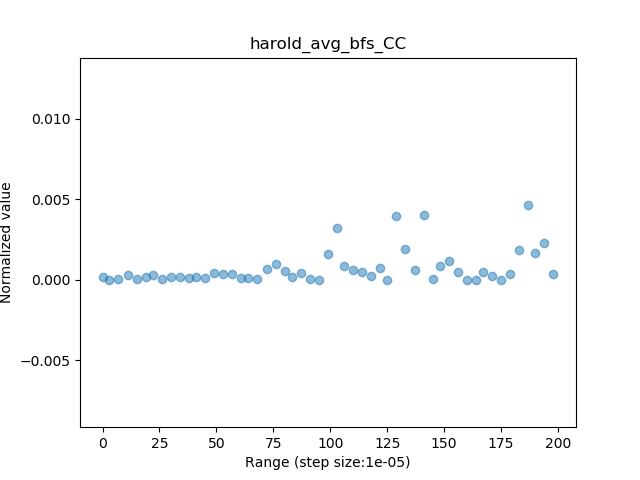 harold_avg_bfs_CC
Normalized value
0.010
0.005
0.000
−0.005
0 25 50 75 100 125 150 175 200
Range (step size:1e-05)